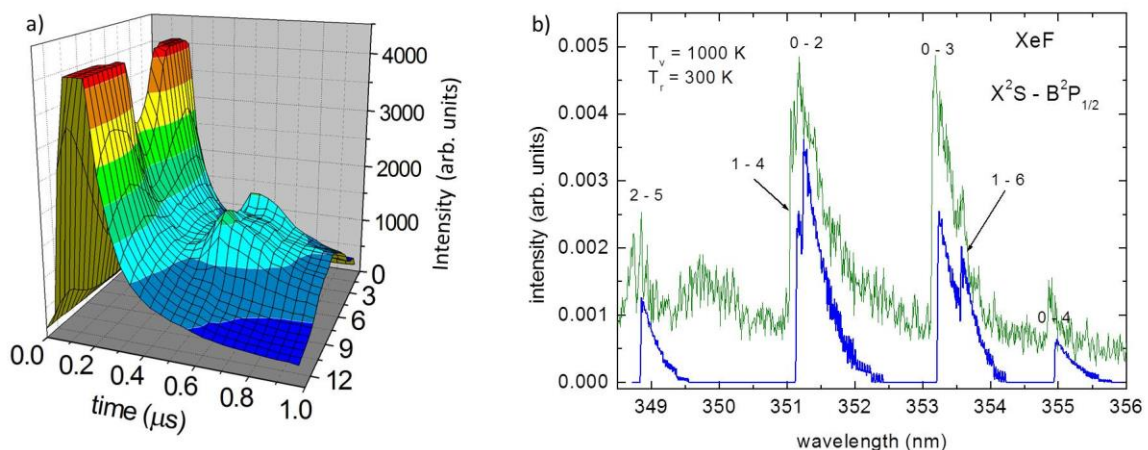 a)
4000
3000
2000
1000
0
Intensity (arb. units)
0.0
0.2
0.4
0.6
0.8
1.0
time (μs)
0
3
6
9
12
b)
0.005
0.004
0.003
0.002
0.001
0.000
intensity (arb. units)
T_v = 1000 K
T_r = 300 K
0 - 2
0 - 3
XeF
X²S - B²P₁/₂
1 - 4
1 - 6
2 - 5
0 - 4
349
350
351
352
353
354
355
356
wavelength (nm)